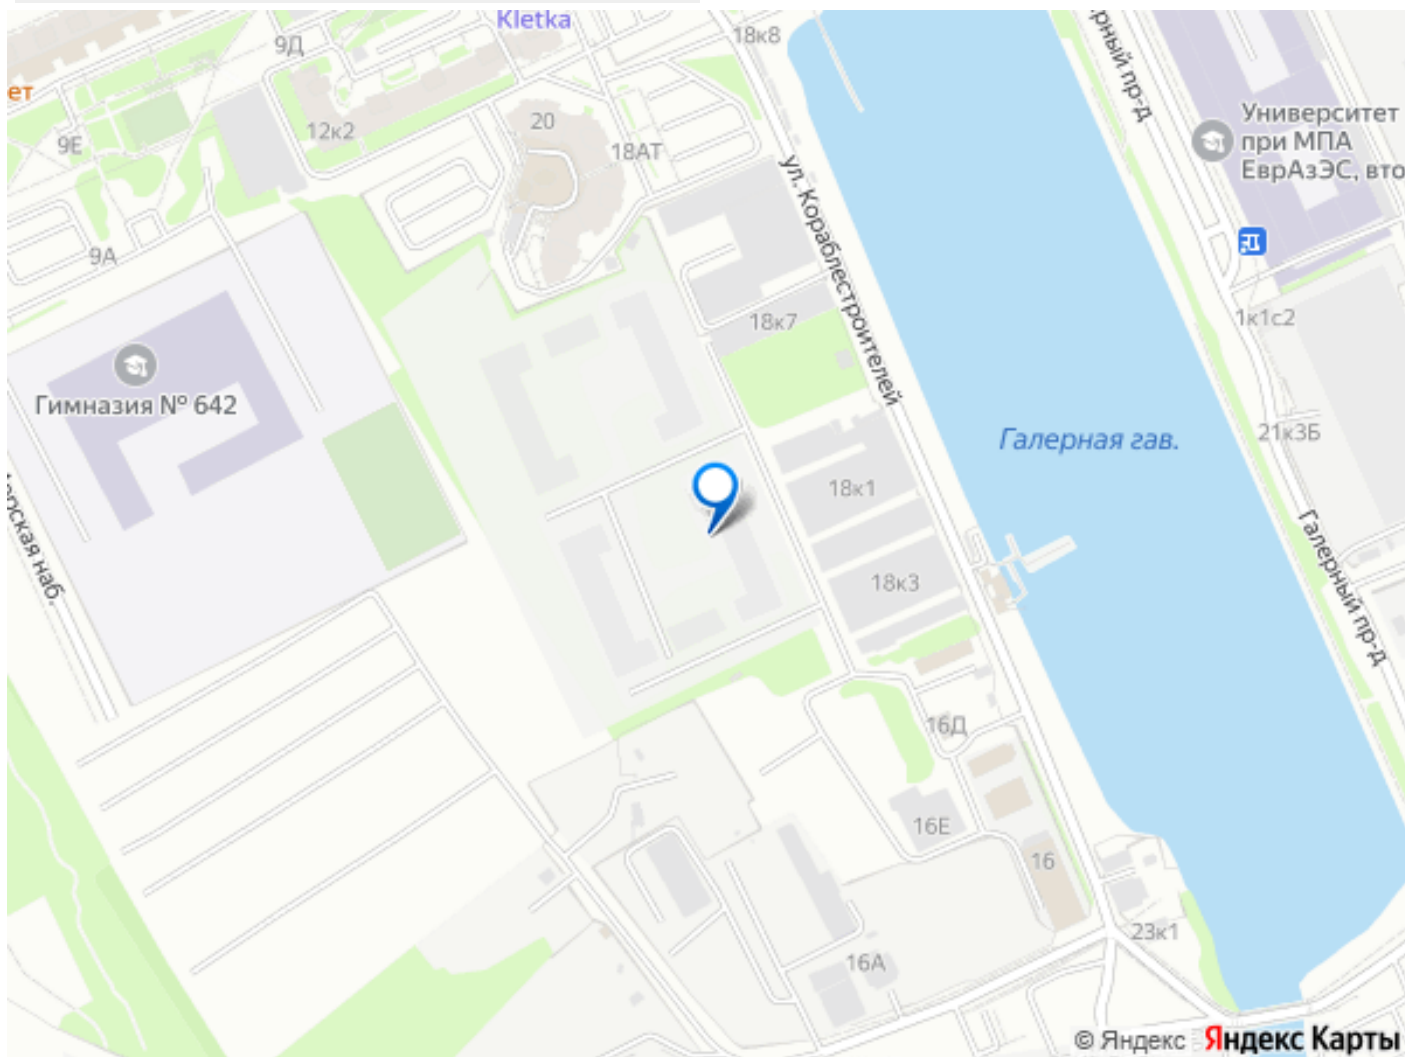 Kletka
18к8
9Д
ет
9Е
12к2
20
18АТ
ерный пр-д
Университет
при МПА
ЕврАзЭС, вто
ул. Кораблестроителей
9А
18к7
1к1с2
Гимназия № 642
21к3Б
Галерная гав.
18к1
рская наб.
18к3
Галерный пр-д
16Д
16Е
16
23к1
16А
© Яндекс Яндекс Карты